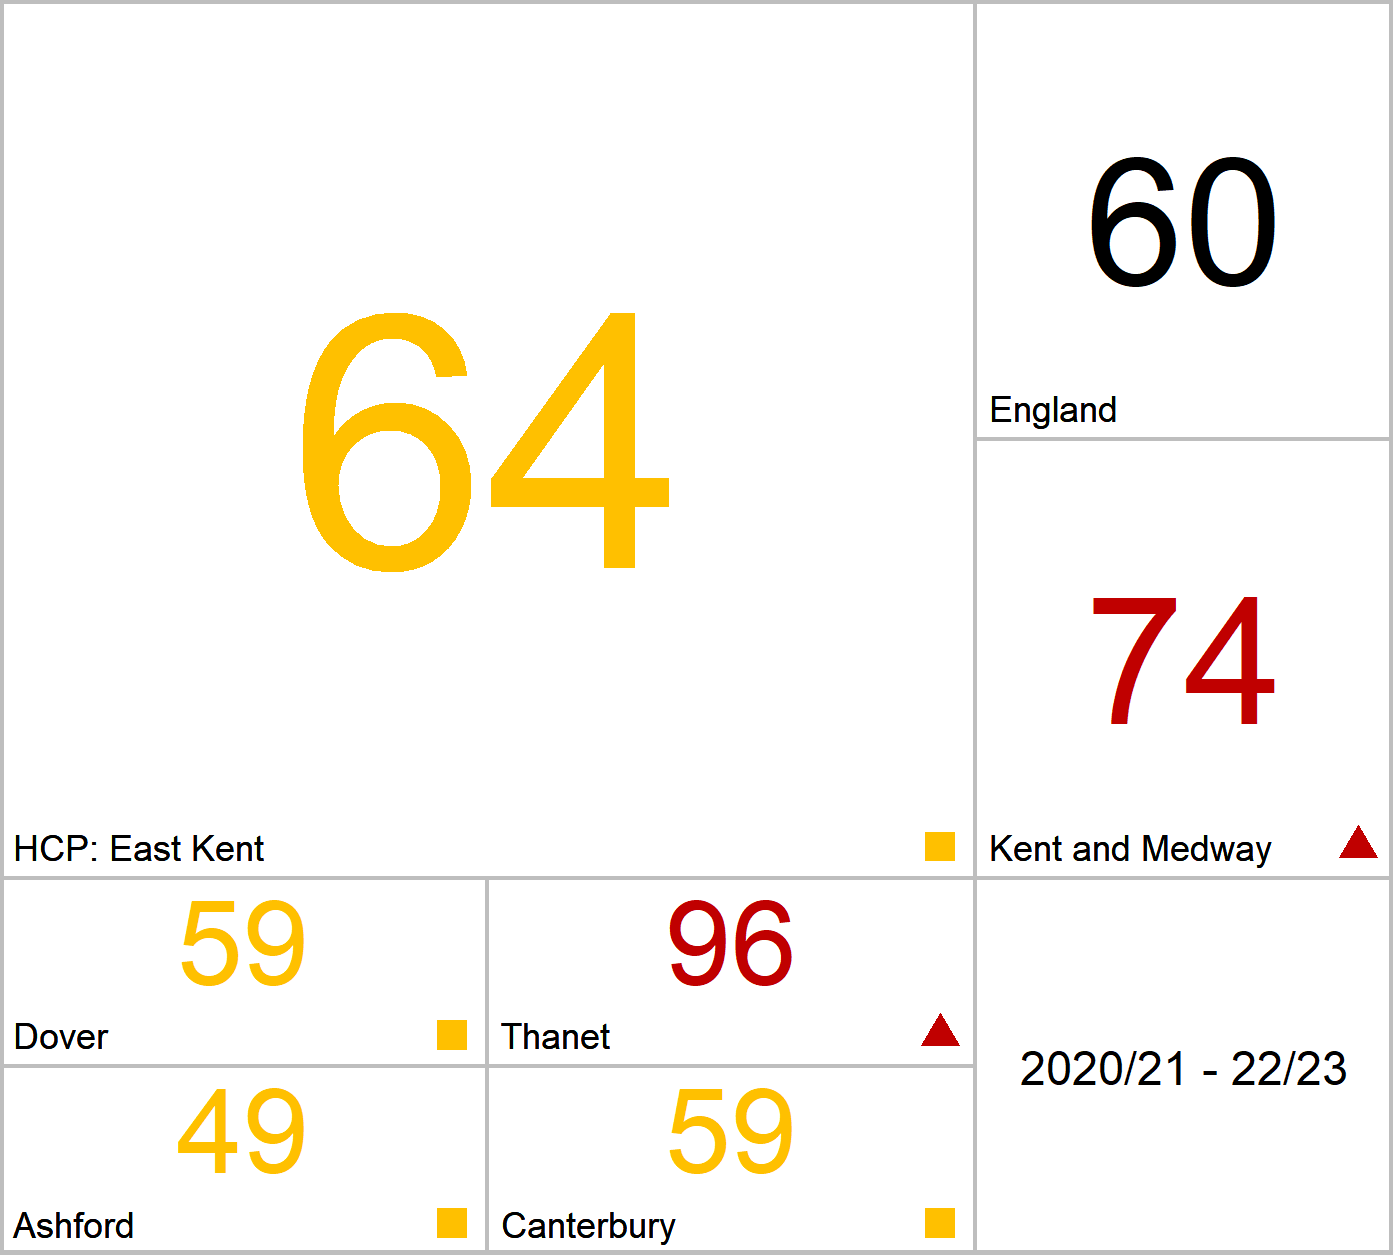 64
HCP: East Kent
60
England
74
Kent and Medway
59
Dover
96
Thanet
49
Ashford
59
Canterbury
2020/21 - 22/23